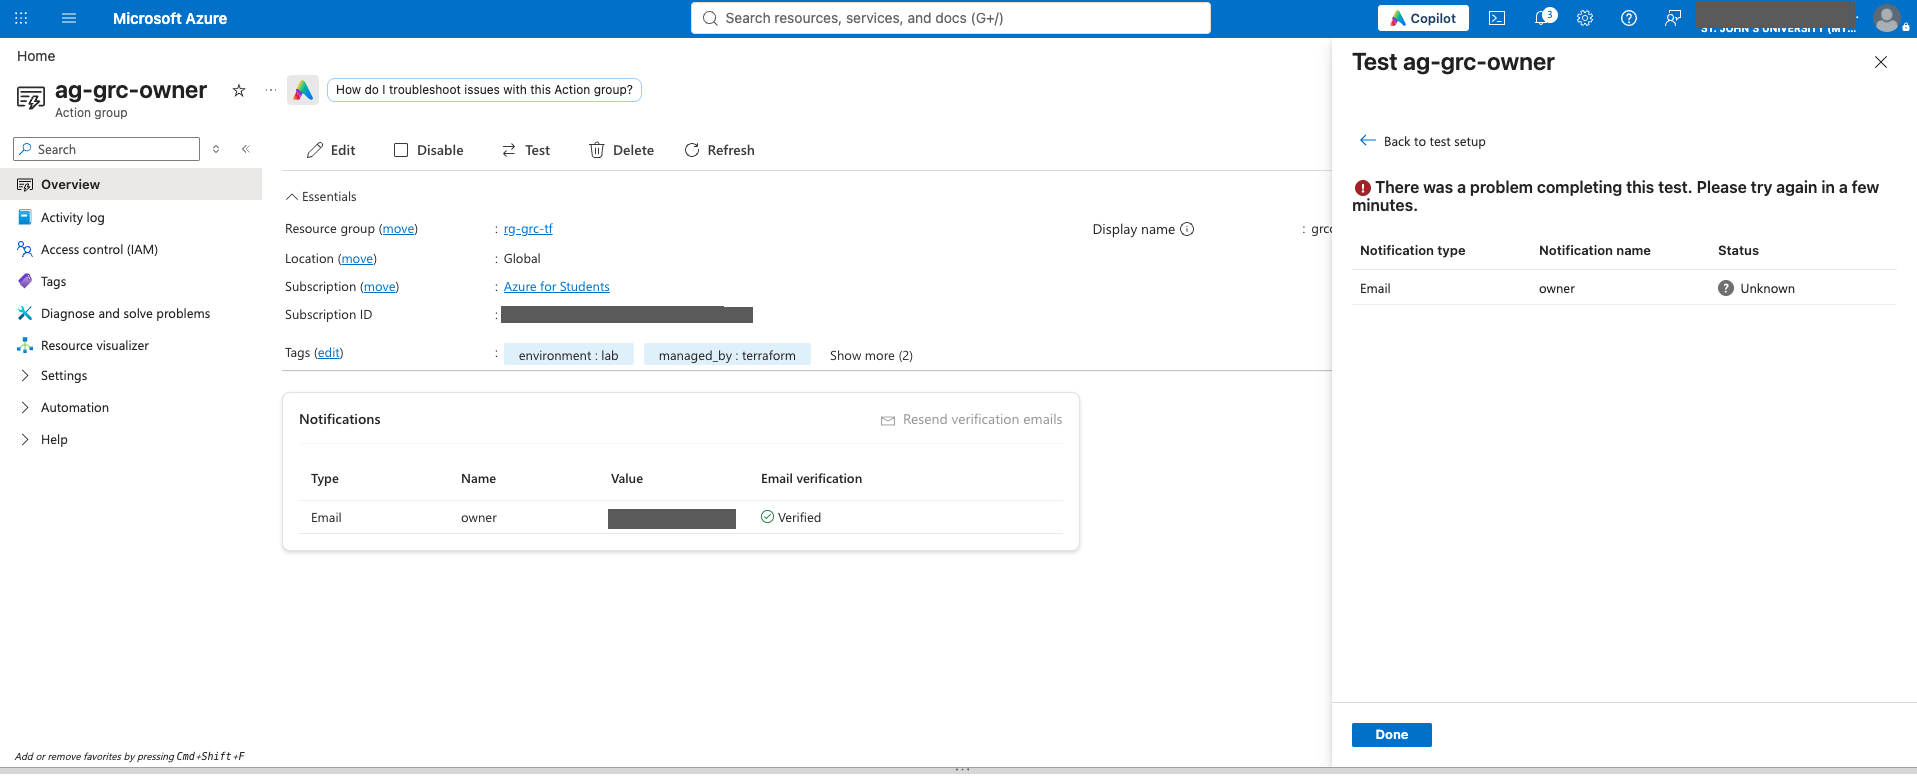 Microsoft Azure
Search resources, services, and docs (G+/)
Copilot
3
Home
ag-grc-owner
Action group
How do I troubleshoot issues with this Action group?
Search
Overview
Activity log
Access control (IAM)
Tags
Diagnose and solve problems
Resource visualizer
Settings
Automation
Help
Add or remove favorites by pressing Cmd+Shift+F
Edit
Disable
Test
Delete
Refresh
Essentials
Resource group (move) : rg-grc-tf
Location (move) : Global
Subscription (move) : Azure for Students
Subscription ID :
Tags (edit) : environment : lab managed_by : terraform Show more (2)
Display name :
Notifications
Resend verification emails
Type Name Value Email verification
Email owner Verified
Test ag-grc-owner
Back to test setup
There was a problem completing this test. Please try again in a few
minutes.
Notification type Notification name Status
Email owner Unknown
Done